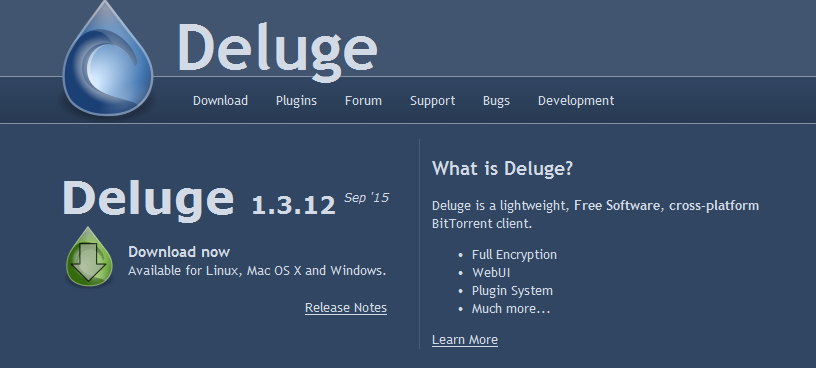 Deluge
Download Plugins Forum Support Bugs Development
Deluge 1.3.12 Sep '15
Download now
Available for Linux, Mac OS X and Windows.
Release Notes
What is Deluge?
Deluge is a lightweight, Free Software, cross-platform
BitTorrent client.
• Full Encryption
• WebUI
• Plugin System
• Much more...
Learn More